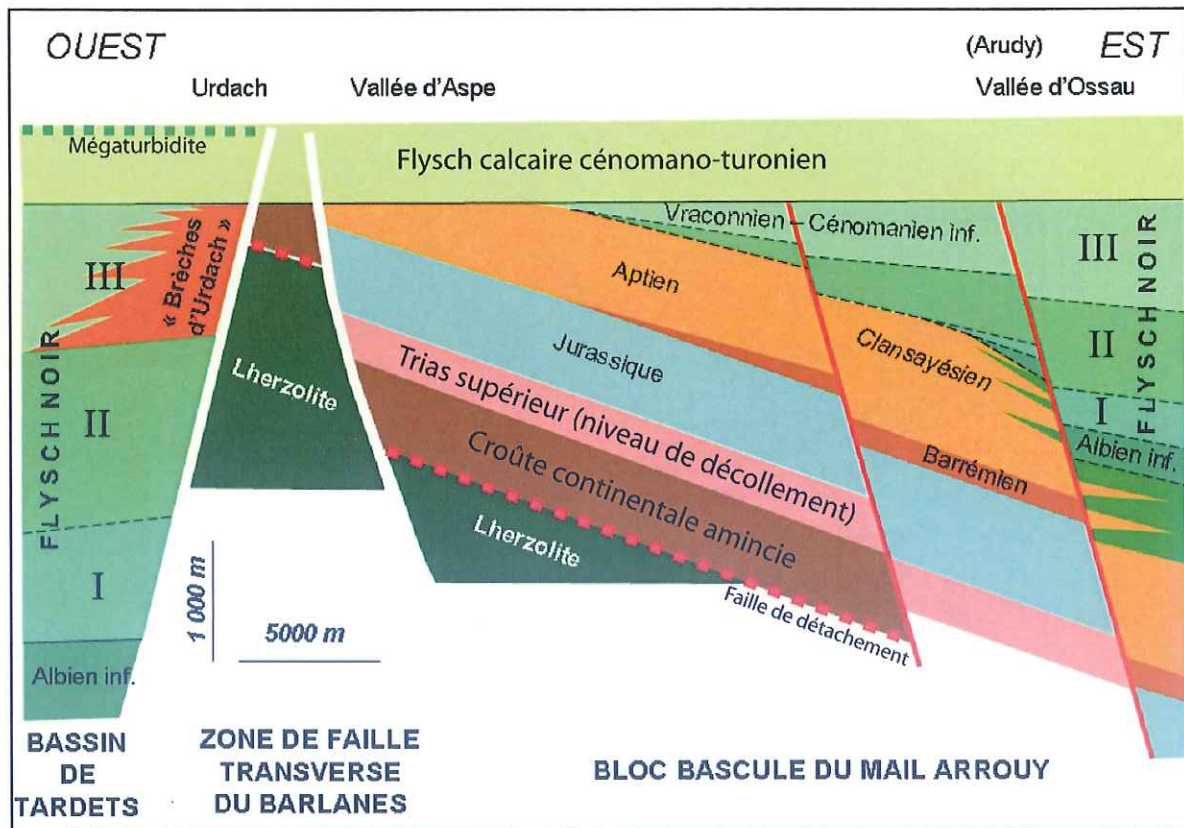 OUEST
(Arudy) EST
Urdach
Vallée d'Aspe
Vallée d'Ossau
Mégaturbidite
Flysch calcaire cénomano-turonien
Vraconnien - Cénomanien inf.
III
« Brèches
d'Urdach »
FLYSCH NOIR
II
I
Albien inf.
Lherzolite
Aptien
Jurassique
Trias supérieur (niveau de décollement)
Croûte continentale amincie
Lherzolite
Faille de détachement
Clansayésien
Barrémien
III
II
I
Albien inf.
FLYSCH NOIR
1 000 m
5000 m
BASSIN
DE
TARDETS
ZONE DE FAILLE
TRANSVERSE
DU BARLANES
BLOC BASCULE DU MAIL ARROUY